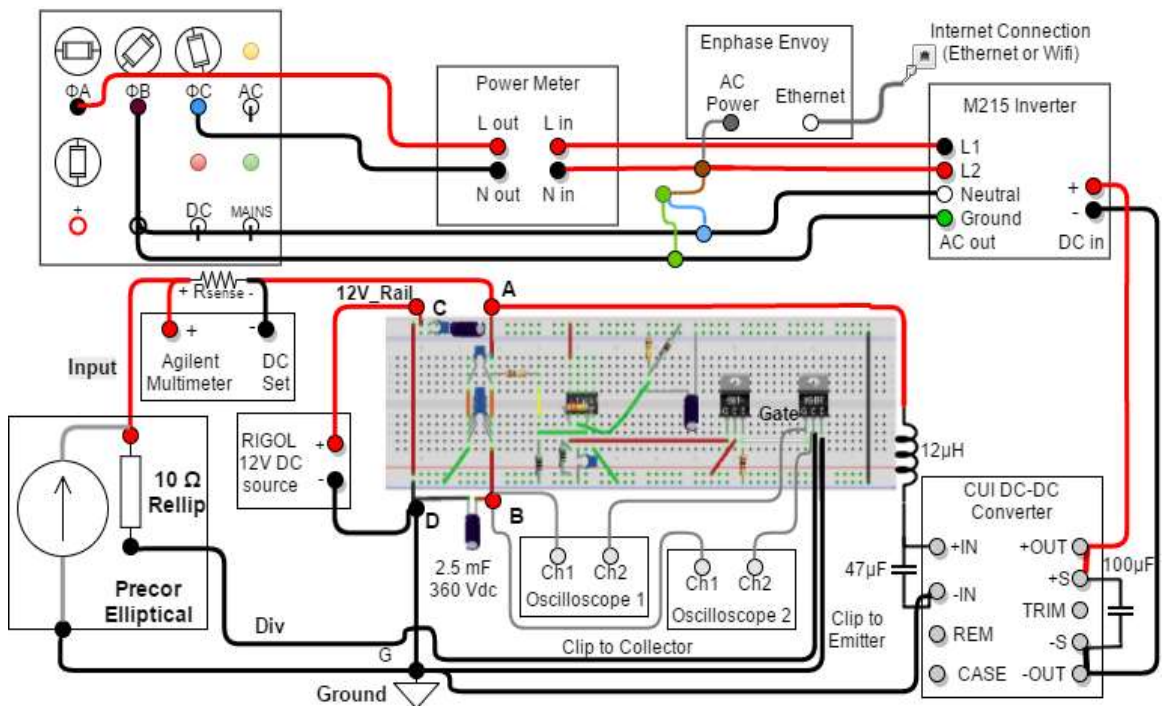 ΦA
ΦB
ΦC
AC
+
DC
MAINS
Power Meter
L out
L in
N out
N in
Enphase Envoy
AC
Power
Ethernet
Internet Connection
(Ethernet or Wifi)
M215 Inverter
L1
L2
Neutral
Ground
AC out
+
-
DC in
+ Rsense -
+
-
Agilent
Multimeter
DC
Set
Input
12V_Rail
C
A
RIGOL
12V DC
source
+
-
Gate
12μH
10 Ω
Rellip
Precor
Elliptical
D
B
2.5 mF
360 Vdc
Ch1
Ch2
Oscilloscope 1
Ch1
Ch2
Oscilloscope 2
Clip to
Emitter
Clip to Collector
Div
G
Ground
CUI DC-DC
Converter
47μF
+IN
-IN
REM
CASE
+OUT
+S
TRIM
-S
-OUT
100μF